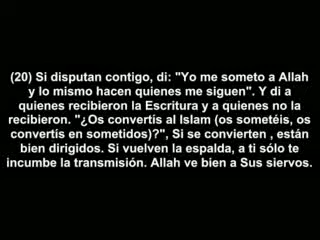 (20) Si disputan contigo, di: "Yo me someto a Allah
y lo mismo hacen quienes me siguen". Y di a
quienes recibieron la Escritura y a quienes no la
recibieron. "¿Os convertís al Islam (os sometéis, os
convertís en sometidos)?", Si se convierten , están
bien dirigidos. Si vuelven la espalda, a ti sólo te
incumbe la transmisión. Allah ve bien a Sus siervos.